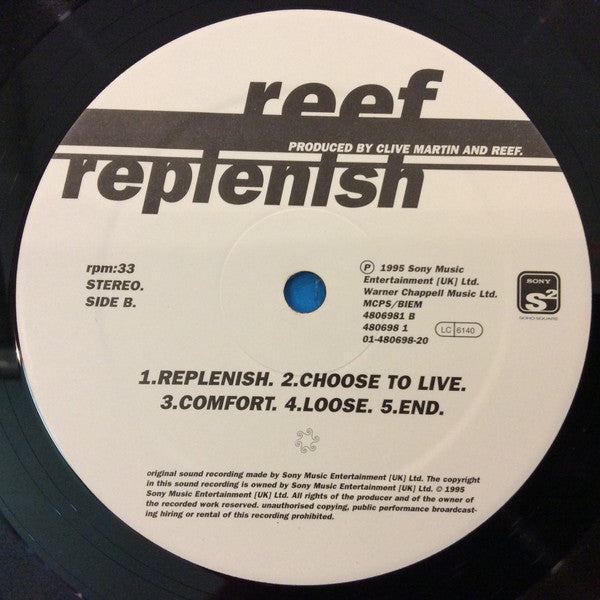 reef
PRODUCED BY CLIVE MARTIN AND REEF.
replenish
rpm:33
STEREO.
SIDE B.
Ⓟ 1995 Sony Music
Entertainment [UK] Ltd.
Warner Chappell Music Ltd.
MCPS/BIEM
4806981 B
480698 1
01-480698-20
LC 6140
SONY
S2
SOHO SQUARE
1.REPLENISH. 2.CHOOSE TO LIVE.
3.COMFORT. 4.LOOSE. 5.END.
original sound recording made by Sony Music Entertainment [UK] Ltd. The copyright
in this sound recording is owned by Sony Music Entertainment [UK] Ltd. © 1995
Sony Music Entertainment [UK] Ltd. All rights of the producer and of the owner of
the recorded work reserved. unauthorised copying, public performance broadcast-
ing hiring or rental of this recording prohibited.